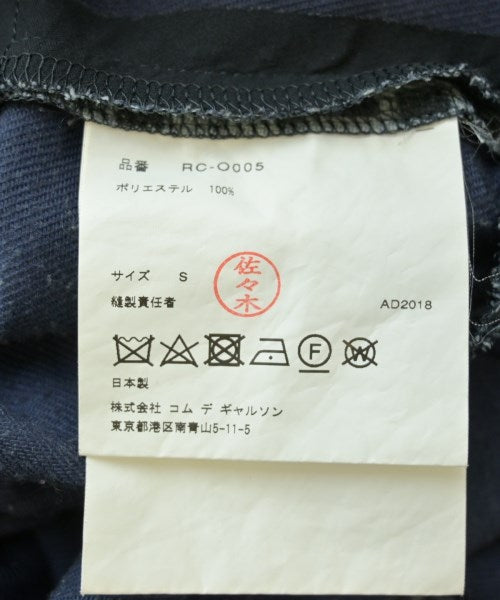 品番 RC-O005
ポリエステル 100%
サイズ S
佐々木
縫製責任者
AD2018
F
W
日本製
株式会社 コム デ ギャルソン
東京都港区南青山5-11-5